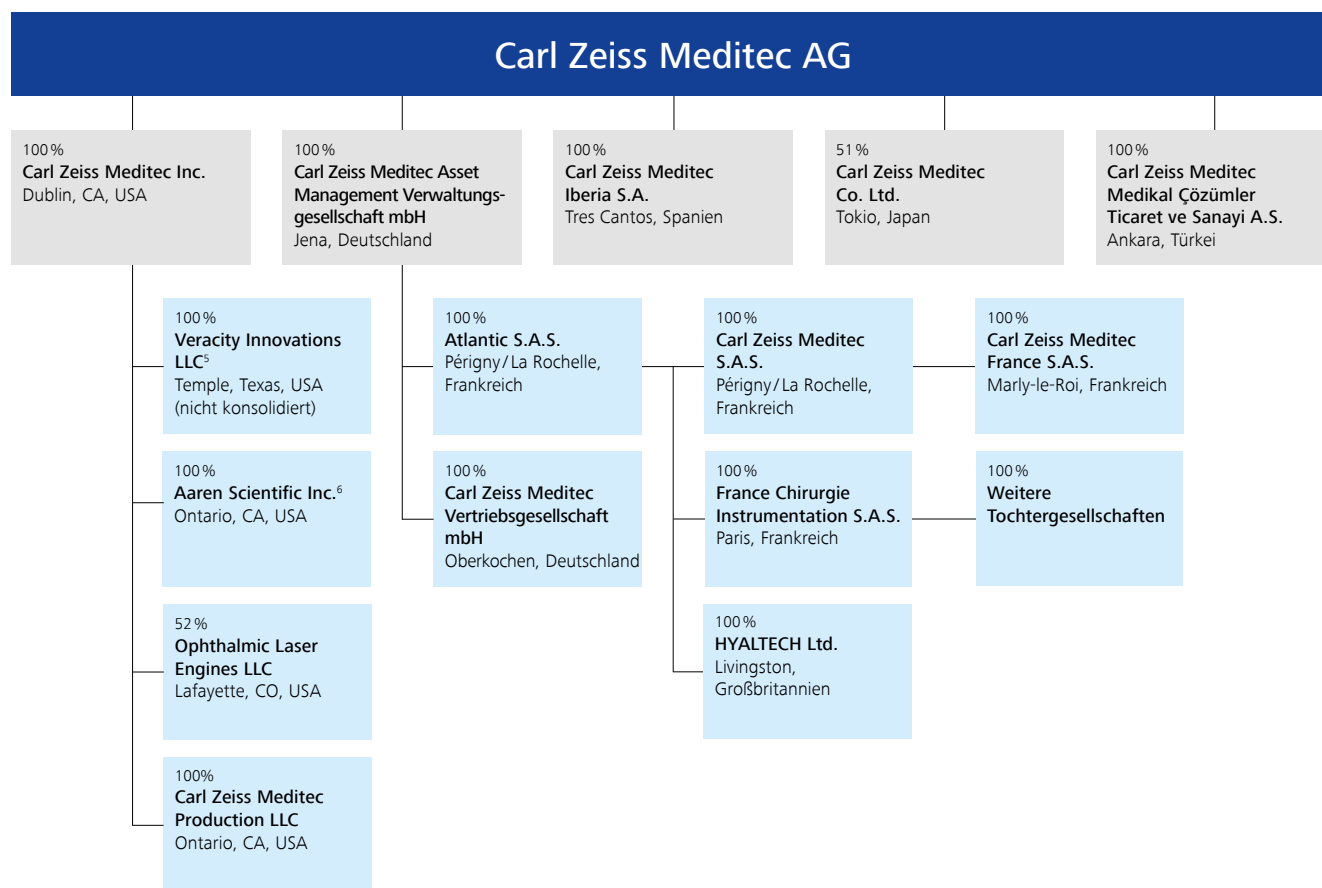 Carl Zeiss Meditec AG
100 %
Carl Zeiss Meditec Inc.
Dublin, CA, USA
100 %
Carl Zeiss Meditec Asset
Management Verwaltungs-
gesellschaft mbH
Jena, Deutschland
100 %
Carl Zeiss Meditec
Iberia S.A.
Tres Cantos, Spanien
51 %
Carl Zeiss Meditec
Co. Ltd.
Tokio, Japan
100 %
Carl Zeiss Meditec
Medikal Çözümler
Ticaret ve Sanayi A.S.
Ankara, Türkei
100 %
Veracity Innovations
LLC⁵
Temple, Texas, USA
(nicht konsolidiert)
100 %
Atlantic S.A.S.
Périgny / La Rochelle,
Frankreich
100 %
Carl Zeiss Meditec
S.A.S.
Périgny / La Rochelle,
Frankreich
100 %
Carl Zeiss Meditec
France S.A.S.
Marly-le-Roi, Frankreich
100 %
Aaren Scientific Inc.⁶
Ontario, CA, USA
100 %
Carl Zeiss Meditec
Vertriebsgesellschaft
mbH
Oberkochen, Deutschland
100 %
France Chirurgie
Instrumentation S.A.S.
Paris, Frankreich
100 %
Weitere
Tochtergesellschaften
52 %
Ophthalmic Laser
Engines LLC
Lafayette, CO, USA
100 %
HYALTECH Ltd.
Livingston,
Großbritannien
100%
Carl Zeiss Meditec
Production LLC
Ontario, CA, USA